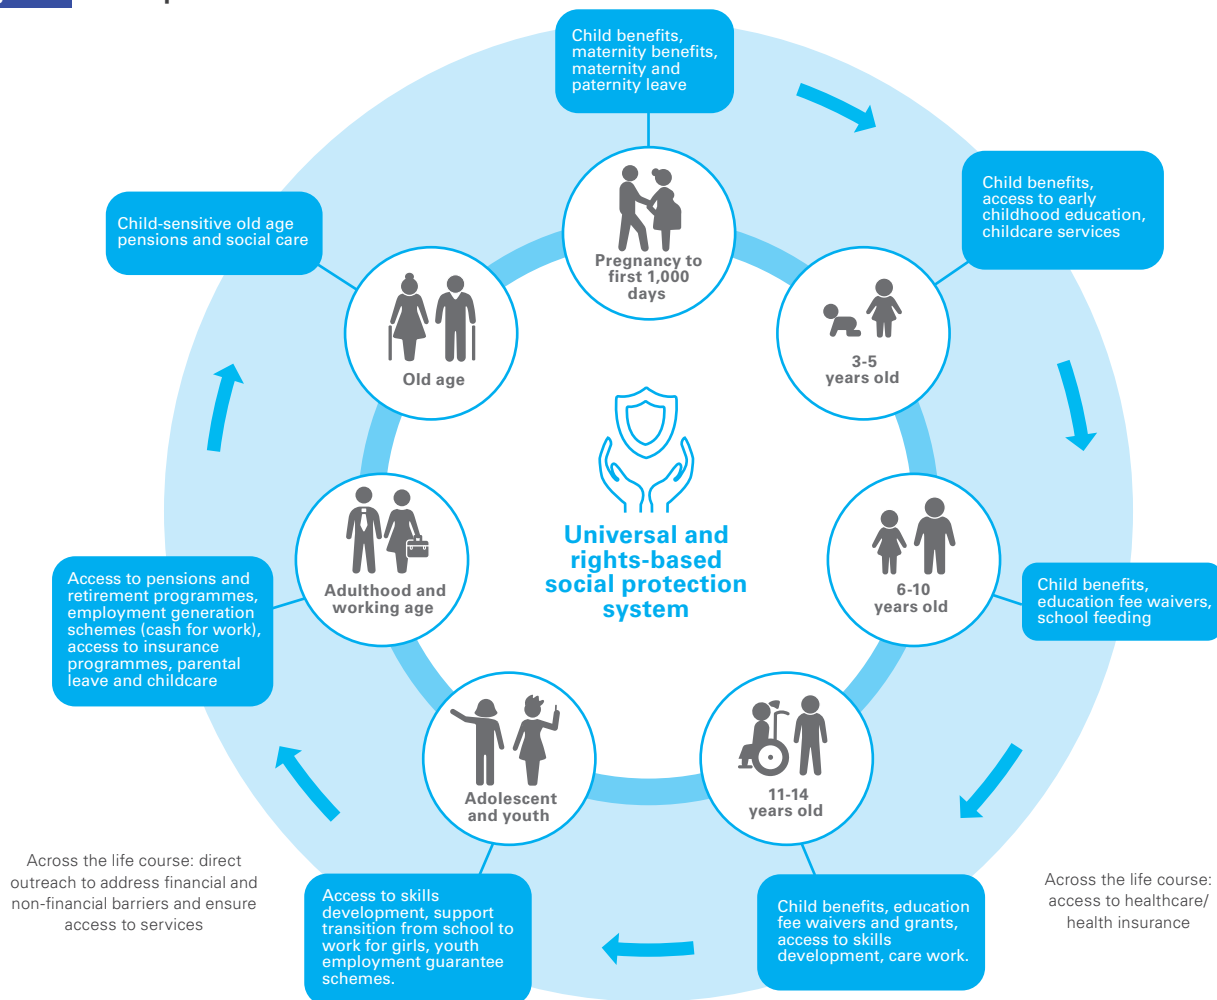 Child benefits,
maternity benefits,
maternity and
paternity leave
Pregnancy to
first 1,000
days
Child benefits,
access to early
childhood education,
childcare services
3-5
years old
Child benefits,
education fee waivers,
school feeding
6-10
years old
Child benefits, education
fee waivers and grants,
access to skills
development, care work.
11-14
years old
Access to skills
development, support
transition from school to
work for girls, youth
employment guarantee
schemes.
Adolescent
and youth
Access to pensions and
retirement programmes,
employment generation
schemes (cash for work),
access to insurance
programmes, parental
leave and childcare
Adulthood and
working age
Child-sensitive old age
pensions and social care
Old age
Universal and
rights-based
social protection
system
Across the life course: direct
outreach to address financial and
non-financial barriers and ensure
access to services
Across the life course:
access to healthcare/
health insurance